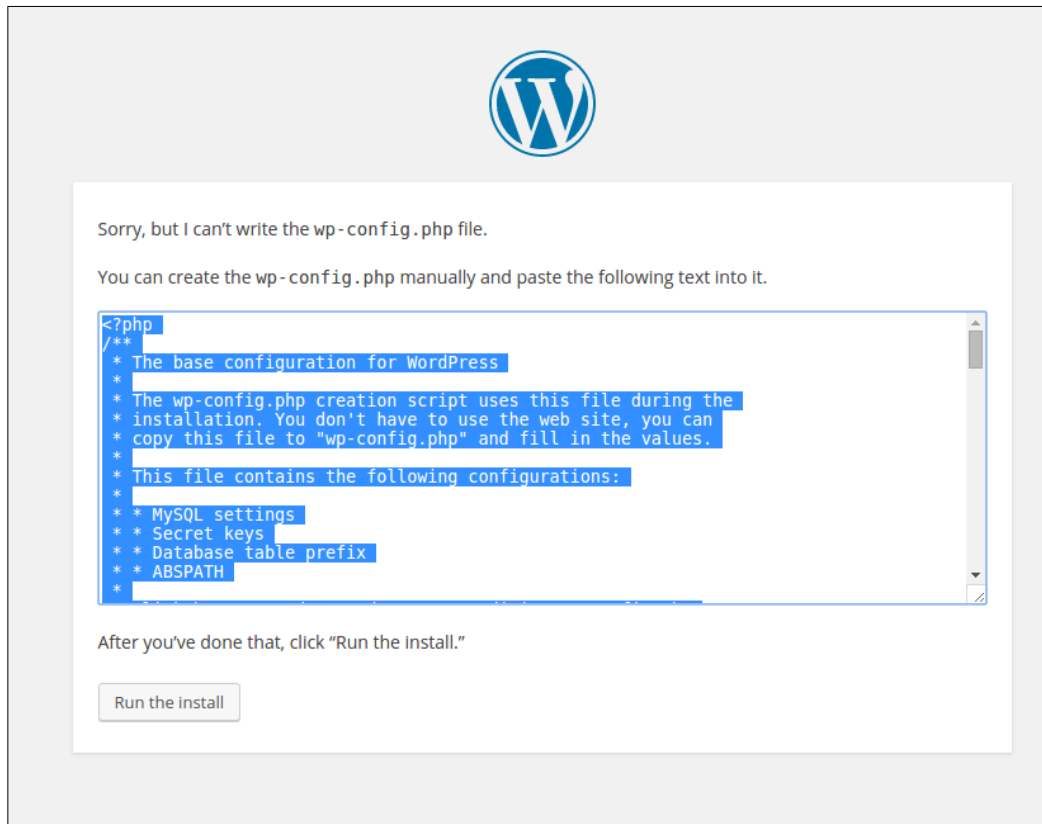 Sorry, but I can't write the wp-config.php file.
You can create the wp-config.php manually and paste the following text into it.
<?php
/**
 * The base configuration for WordPress
 *
 * The wp-config.php creation script uses this file during the
 * installation. You don't have to use the web site, you can
 * copy this file to "wp-config.php" and fill in the values.
 *
 * This file contains the following configurations:
 *
 * * MySQL settings
 * * Secret keys
 * * Database table prefix
 * * ABSPATH
 *
After you've done that, click “Run the install.”
Run the install